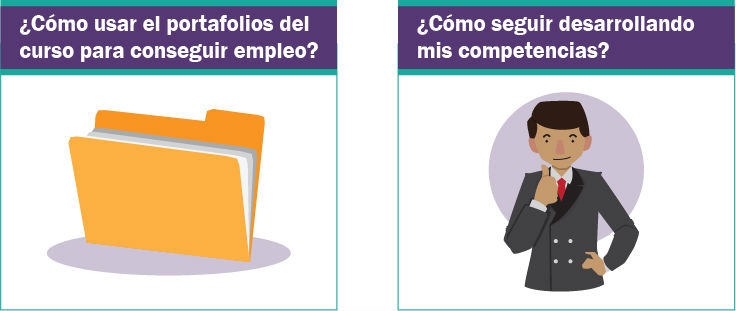 ¿Cómo usar el portafolios del
curso para conseguir empleo?
¿Cómo seguir desarrollando
mis competencias?